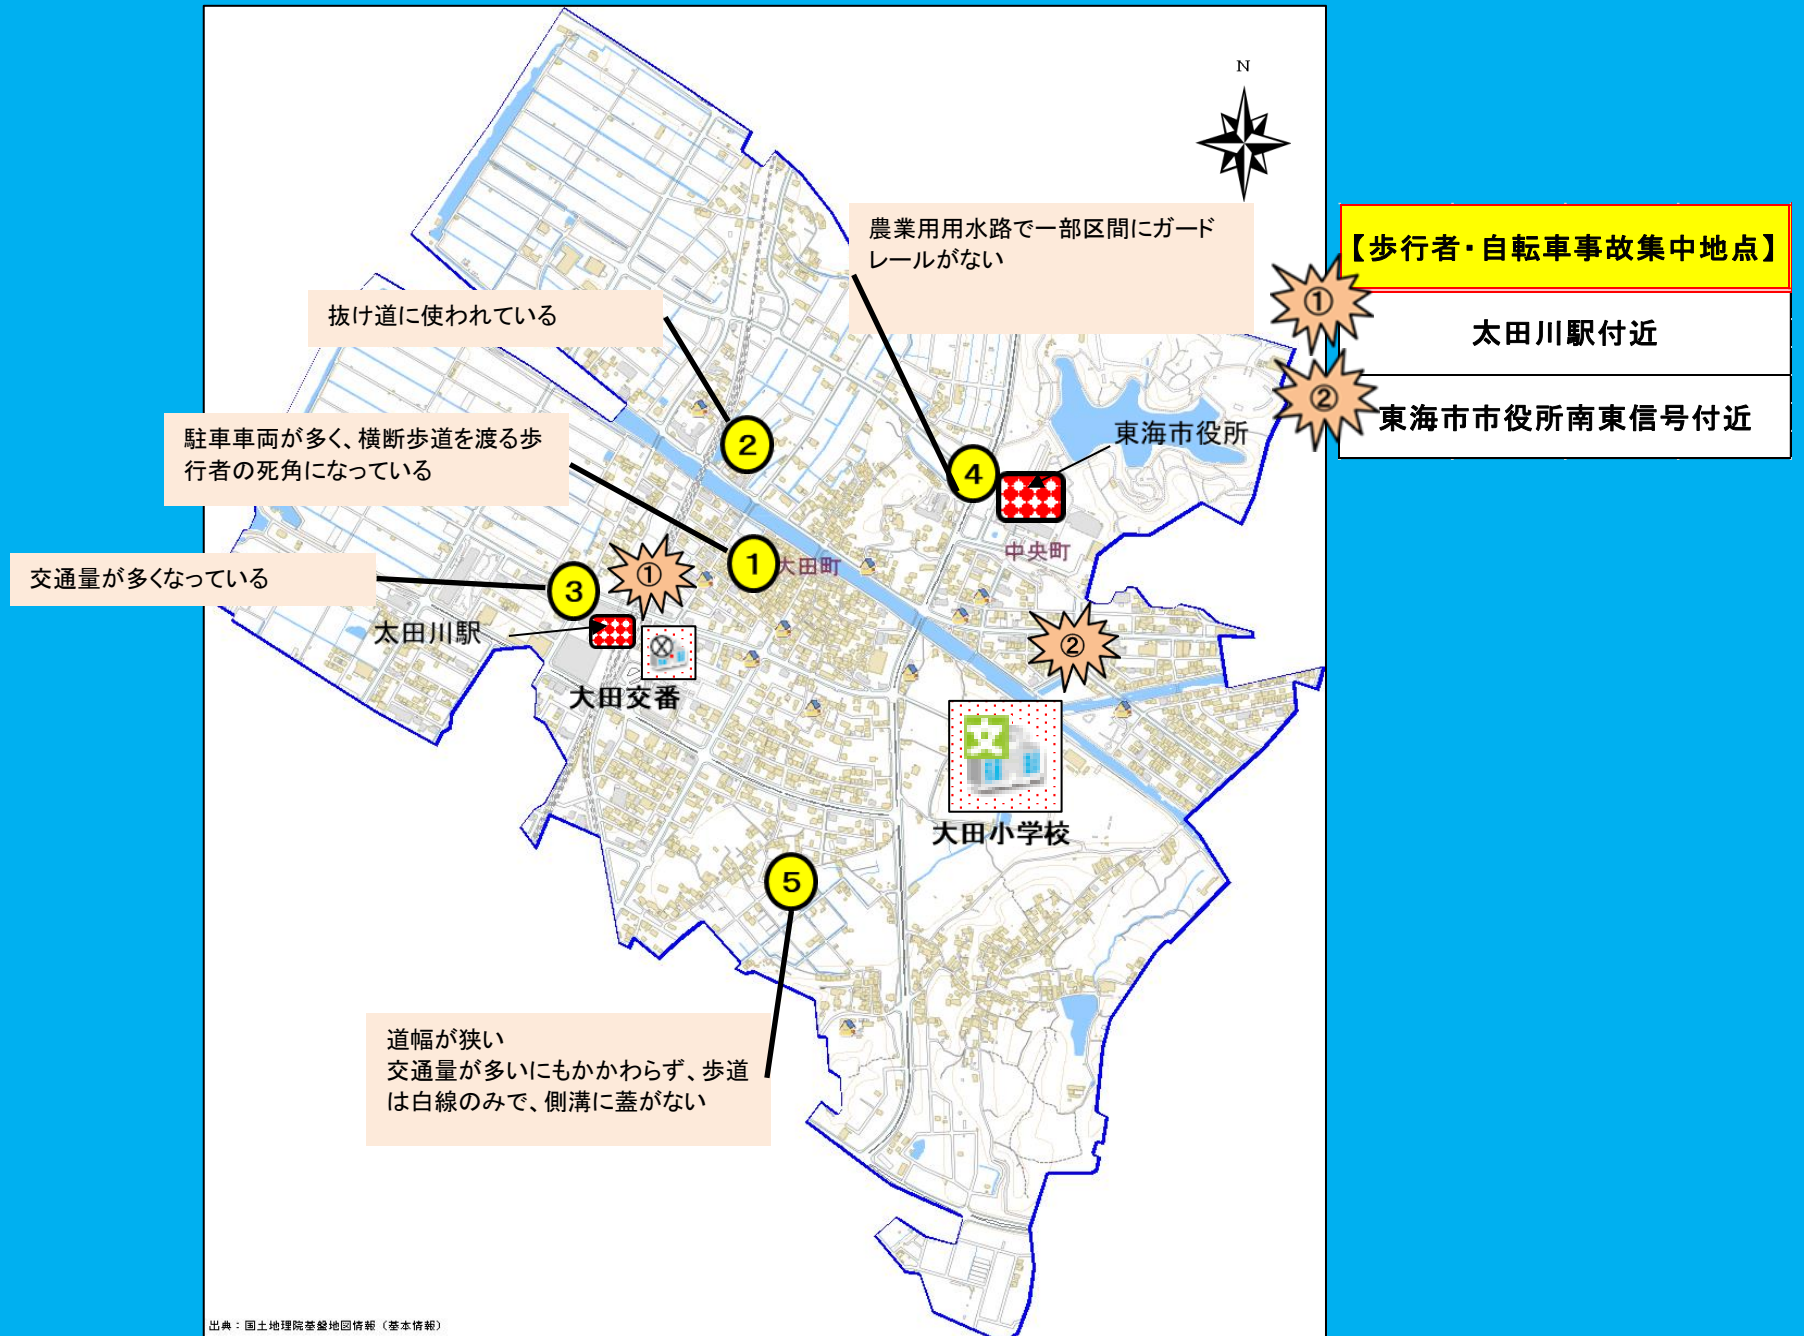 N
農業用用水路で一部区間にガード
レールがない
【歩行者・自転車事故集中地点】
①
太田川駅付近
②
東海市市役所南東信号付近
抜け道に使われている
駐車車両が多く、横断歩道を渡る歩
行者の死角になっている
2
東海市役所
4
中央町
1
大田町
①
交通量が多くなっている
3
太田川駅
大田交番
②
文
大田小学校
5
道幅が狭い
交通量が多いにもかかわらず、歩道
は白線のみで、側溝に蓋がない
出典：国土地理院基盤地図情報（基本情報）